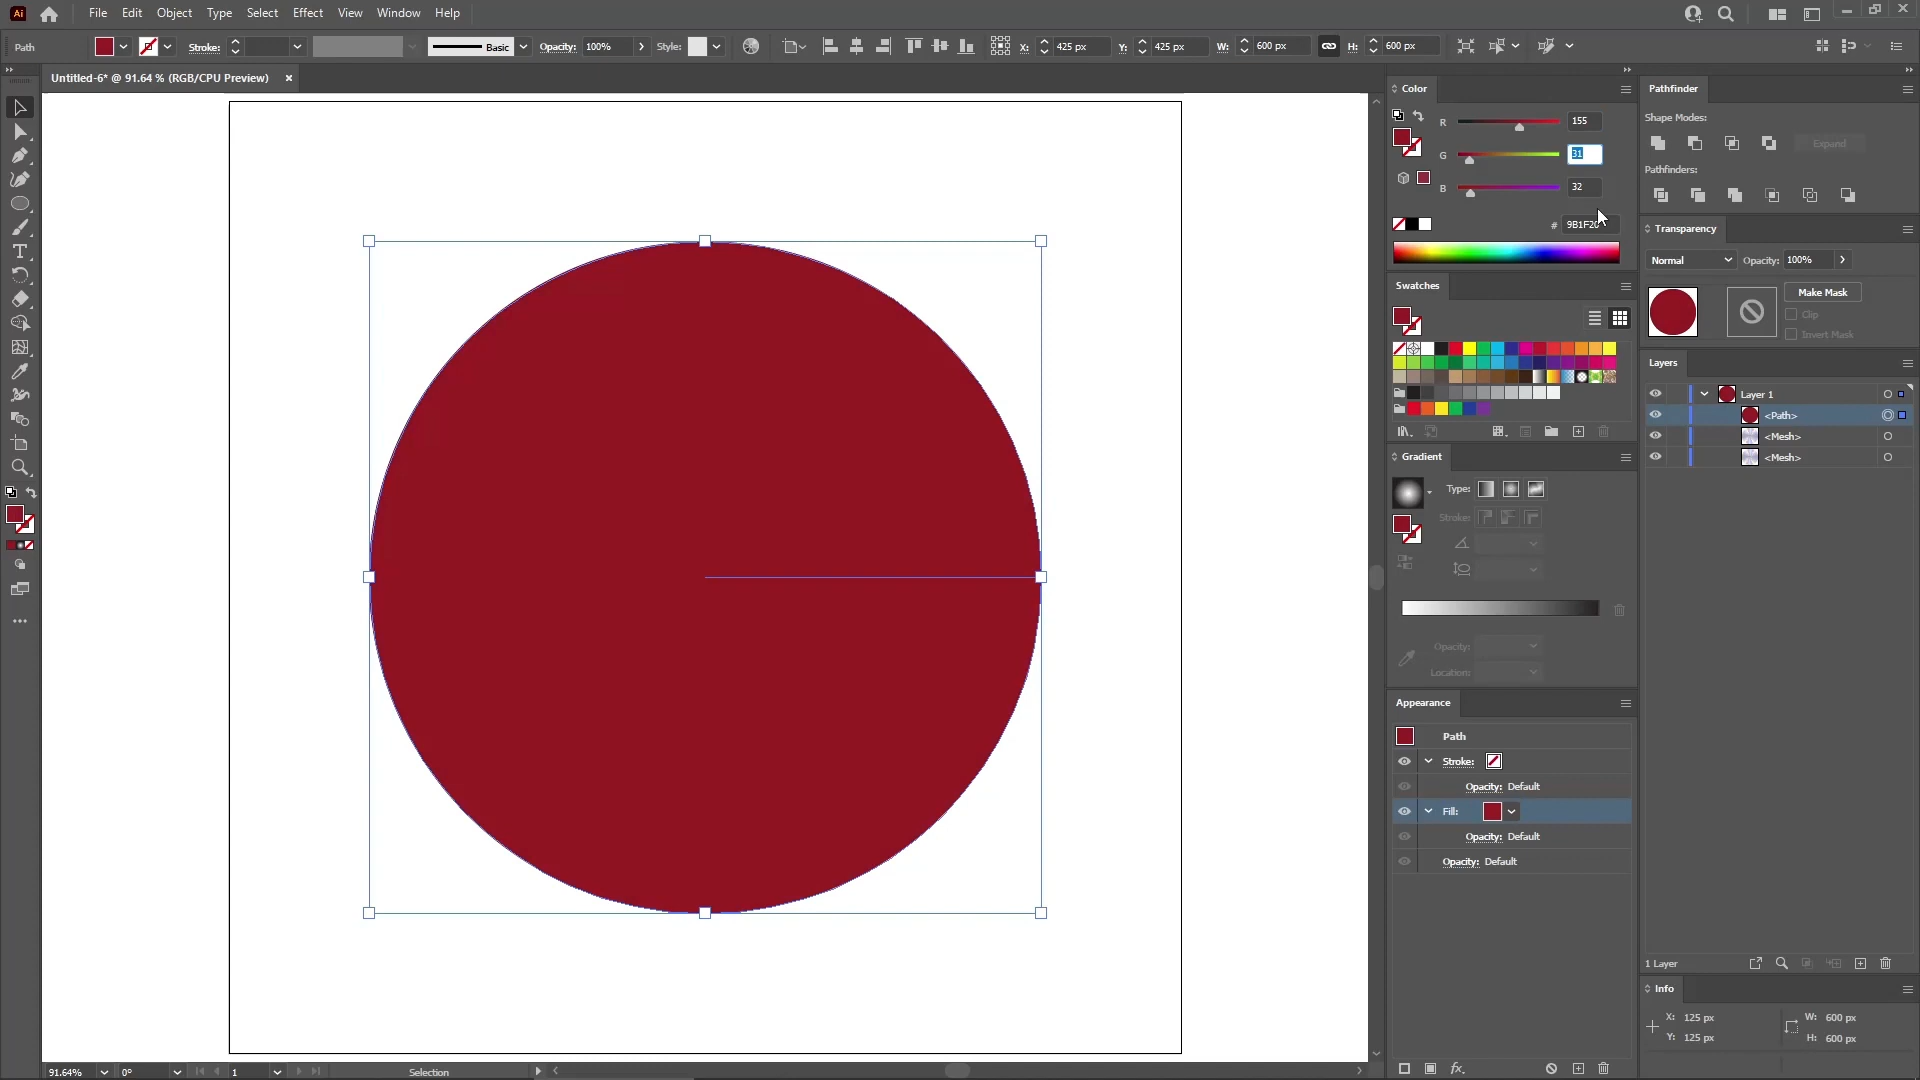 Ai File Edit Object Type Select Effect View Window Help
Path Stroke: Basic Opacity: 100% Style: X: 425 px Y: 425 px W: 600 px H: 600 px
Untitled-6* @ 91.64 % (RGB/CPU Preview) ×
Color
R 155
G 31
B 32
# 9B1F20
Swatches
Gradient
Type:
Stroke:
Opacity:
Location:
Appearance
Path
Stroke:
Opacity: Default
Fill:
Opacity: Default
Opacity: Default
fx
Pathfinder
Shape Modes:
Expand
Pathfinders:
Transparency
Normal Opacity: 100%
Make Mask
Clip
Invert Mask
Layers
Layer 1
<Path>
<Mesh>
<Mesh>
1 Layer
Info
X: 125 px W: 600 px
Y: 125 px H: 600 px
91.64% 0° 1 Selection